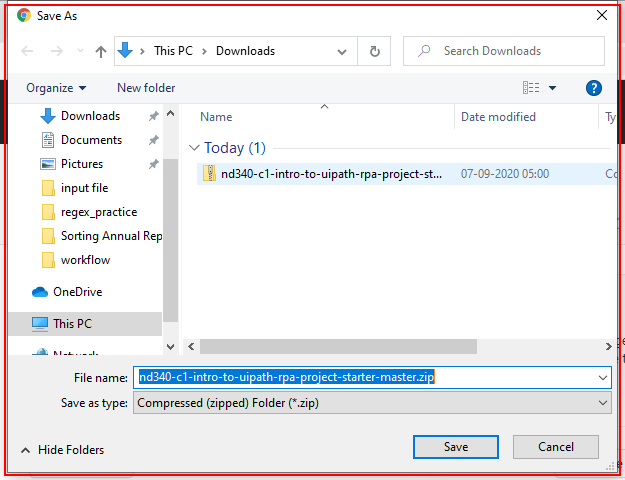 Save As
This PC > Downloads
Search Downloads
Organize
New folder
?
Downloads
Documents
Pictures
input file
regex_practice
Sorting Annual Rep
workflow
OneDrive
This PC
Network
Name
Date modified
Ty
Today (1)
nd340-c1-intro-to-uipath-rpa-project-st...
07-09-2020 05:00
Co
File name:
nd340-c1-intro-to-uipath-rpa-project-starter-master.zip
Save as type:
Compressed (zipped) Folder (*.zip)
Hide Folders
Save
Cancel